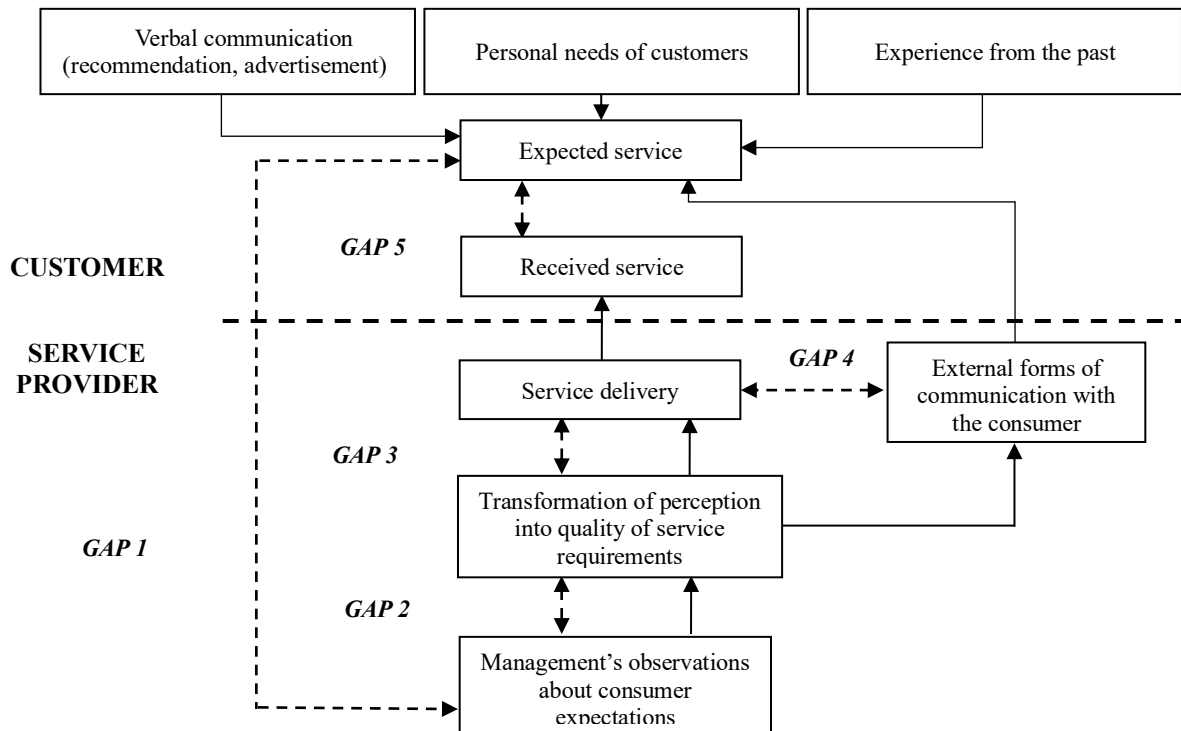 Verbal communication
(recommendation, advertisement)
Personal needs of customers
Experience from the past
Expected service
GAP 5
CUSTOMER
Received service
SERVICE
PROVIDER
GAP 4
Service delivery
External forms of
communication with
the consumer
GAP 3
Transformation of perception
into quality of service
requirements
GAP 1
GAP 2
Management’s observations
about consumer
expectations